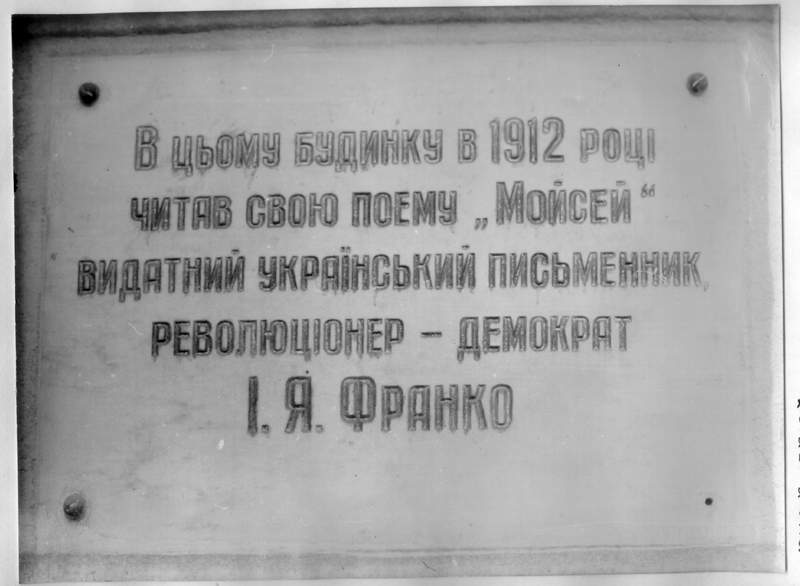 В цьому будинку в 1912 році
читав свою поему „Мойсей“
видатний український письменник,
революціонер – демократ
І. Я. Франко